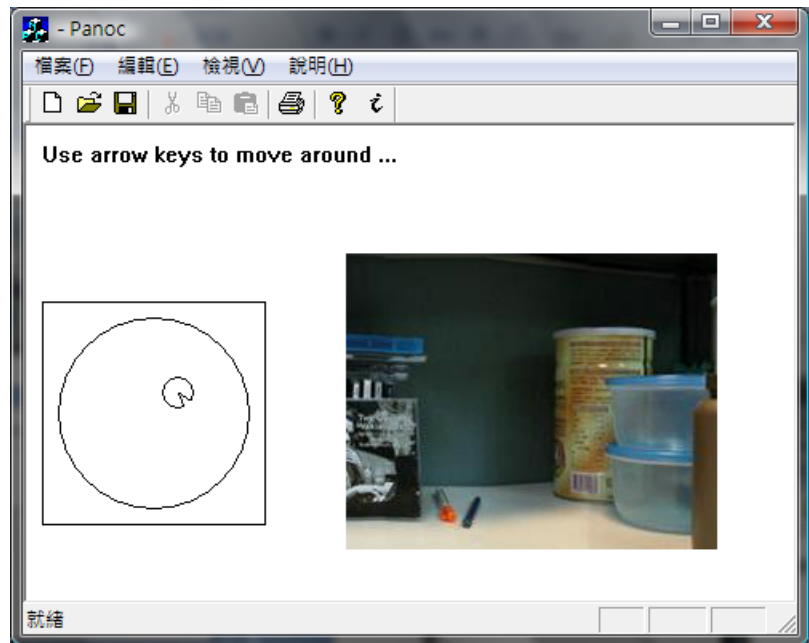 - Panoc
檔案(F) 編輯(E) 檢視(V) 說明(H)
Use arrow keys to move around ...
就緒